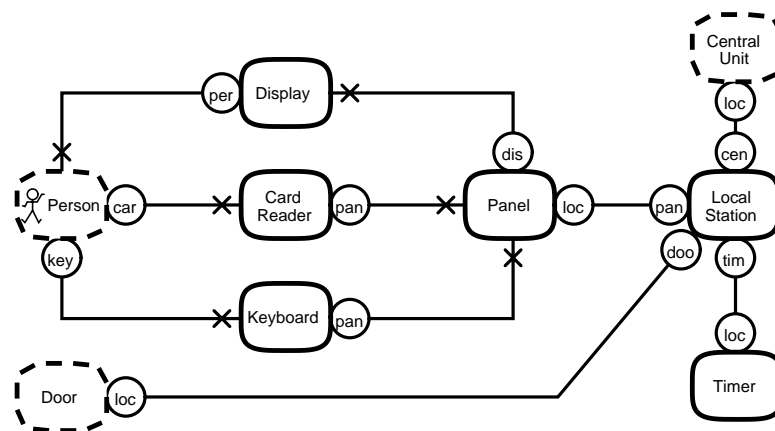 Central
Unit
loc
per
Display
dis
cen
Person
car
Card
Reader
pan
Panel
loc
pan
Local
Station
key
doo
tim
Keyboard
pan
loc
Door
loc
Timer